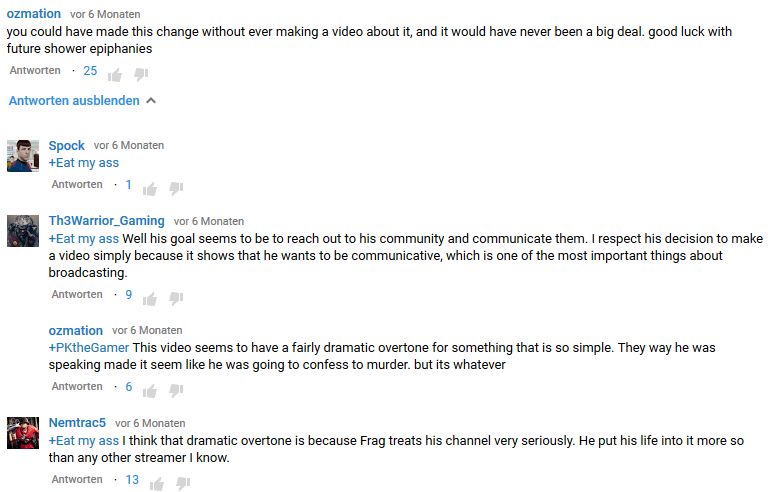 ozmation vor 6 Monaten
you could have made this change without ever making a video about it, and it would have never been a big deal. good luck with
future shower epiphanies
Antworten · 25
Antworten ausblenden
Spock vor 6 Monaten
+Eat my ass
Antworten · 1
Th3Warrior_Gaming vor 6 Monaten
+Eat my ass Well his goal seems to be to reach out to his community and communicate them. I respect his decision to make
a video simply because it shows that he wants to be communicative, which is one of the most important things about
broadcasting.
Antworten · 9
ozmation vor 6 Monaten
+PKtheGamer This video seems to have a fairly dramatic overtone for something that is so simple. They way he was
speaking made it seem like he was going to confess to murder. but its whatever
Antworten · 6
Nemtrac5 vor 6 Monaten
+Eat my ass I think that dramatic overtone is because Frag treats his channel very seriously. He put his life into it more so
than any other streamer I know.
Antworten · 13